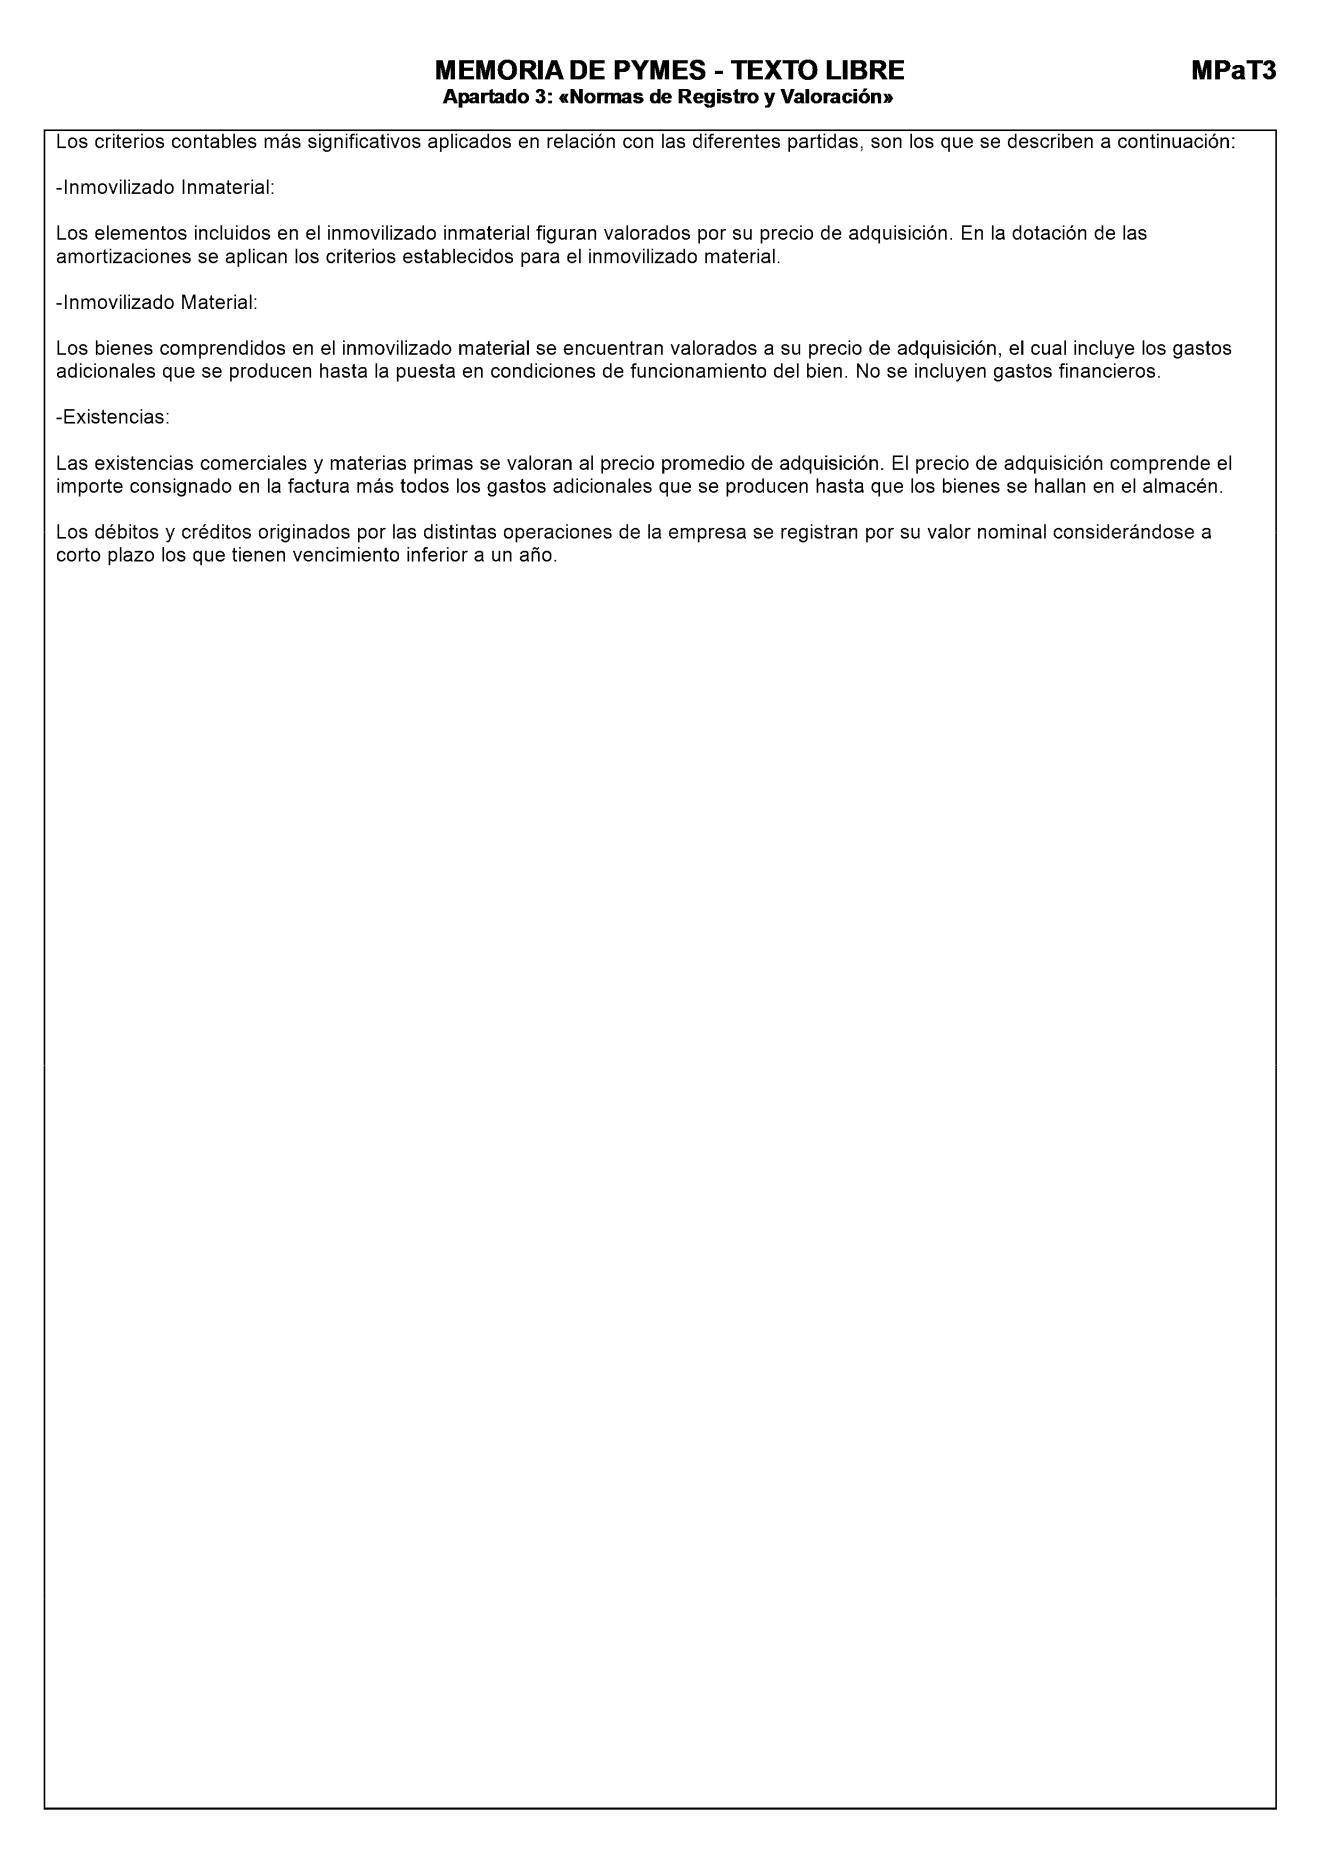 MEMORIA DE PYMES - TEXTO LIBRE
MPaT3
Apartado 3: «Normas de Registro y Valoración»
Los criterios contables más significativos aplicados en relación con las diferentes partidas, son los que se describen a continuación:
-Inmovilizado Inmaterial:
Los elementos incluidos en el inmovilizado inmaterial figuran valorados por su precio de adquisición. En la dotación de las
amortizaciones se aplican los criterios establecidos para el inmovilizado material.
-Inmovilizado Material:
Los bienes comprendidos en el inmovilizado material se encuentran valorados a su precio de adquisición, el cual incluye los gastos
adicionales que se producen hasta la puesta en condiciones de funcionamiento del bien. No se incluyen gastos financieros.
-Existencias:
Las existencias comerciales y materias primas se valoran al precio promedio de adquisición. El precio de adquisición comprende el
importe consignado en la factura más todos los gastos adicionales que se producen hasta que los bienes se hallan en el almacén.
Los débitos y créditos originados por las distintas operaciones de la empresa se registran por su valor nominal considerándose a
corto plazo los que tienen vencimiento inferior a un año.